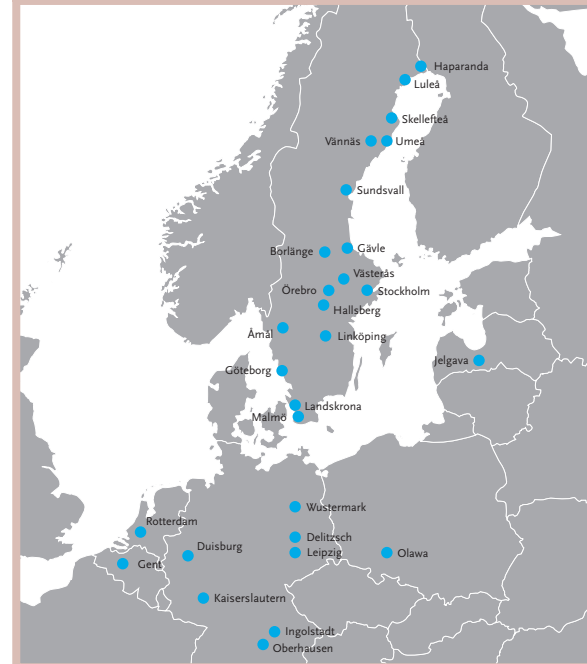 Haparanda
Luleå
Skellefteå
Vännäs
Umeå
Sundsvall
Gävle
Borlänge
Västerås
Örebro
Stockholm
Hallsberg
Åmål
Linköping
Jelgava
Göteborg
Landskrona
Malmö
Wustermark
Rotterdam
Delitzsch
Duisburg
Leipzig
Olawa
Gent
Kaiserslautern
Ingolstadt
Oberhausen